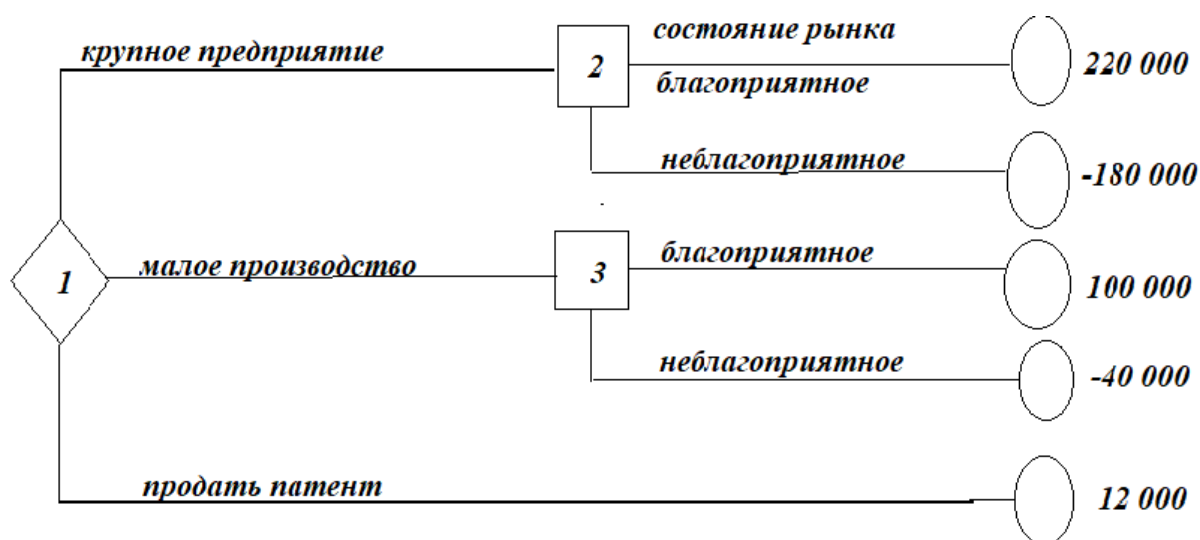 состояние рынка
крупное предприятие
2
220 000
благоприятное
неблагоприятное
-180 000
благоприятное
малое производство
1
3
100 000
неблагоприятное
-40 000
продать патент
12 000